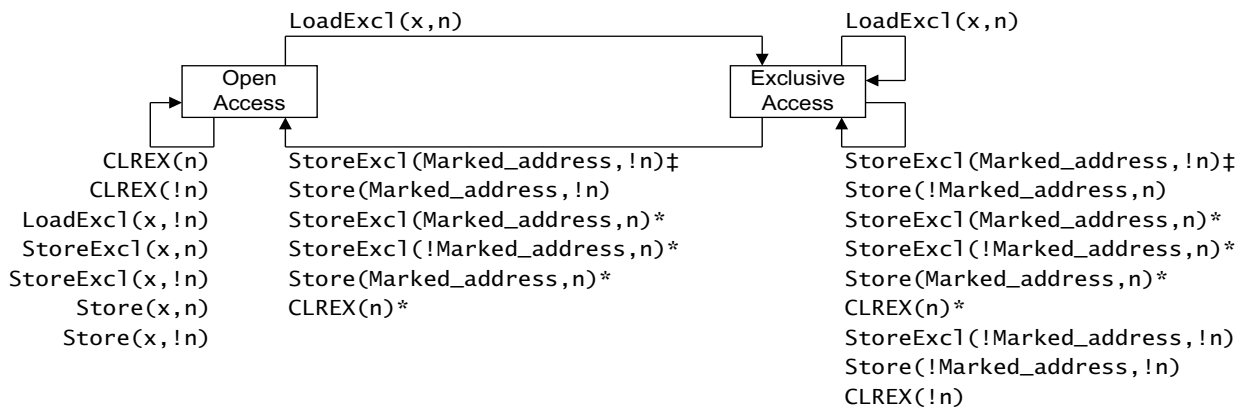 LoadExcl(x,n)
LoadExcl(x,n)
Open
Access
Exclusive
Access
CLREX(n)
CLREX(!n)
LoadExcl(x,!n)
StoreExcl(x,n)
StoreExcl(x,!n)
Store(x,n)
Store(x,!n)
StoreExcl(Marked_address,!n)‡
Store(Marked_address,!n)
StoreExcl(Marked_address,n)*
StoreExcl(!Marked_address,n)*
Store(Marked_address,n)*
CLREX(n)*
StoreExcl(Marked_address,!n)‡
Store(!Marked_address,n)
StoreExcl(Marked_address,n)*
StoreExcl(!Marked_address,n)*
Store(Marked_address,n)*
CLREX(n)*
StoreExcl(!Marked_address,!n)
Store(!Marked_address,!n)
CLREX(!n)